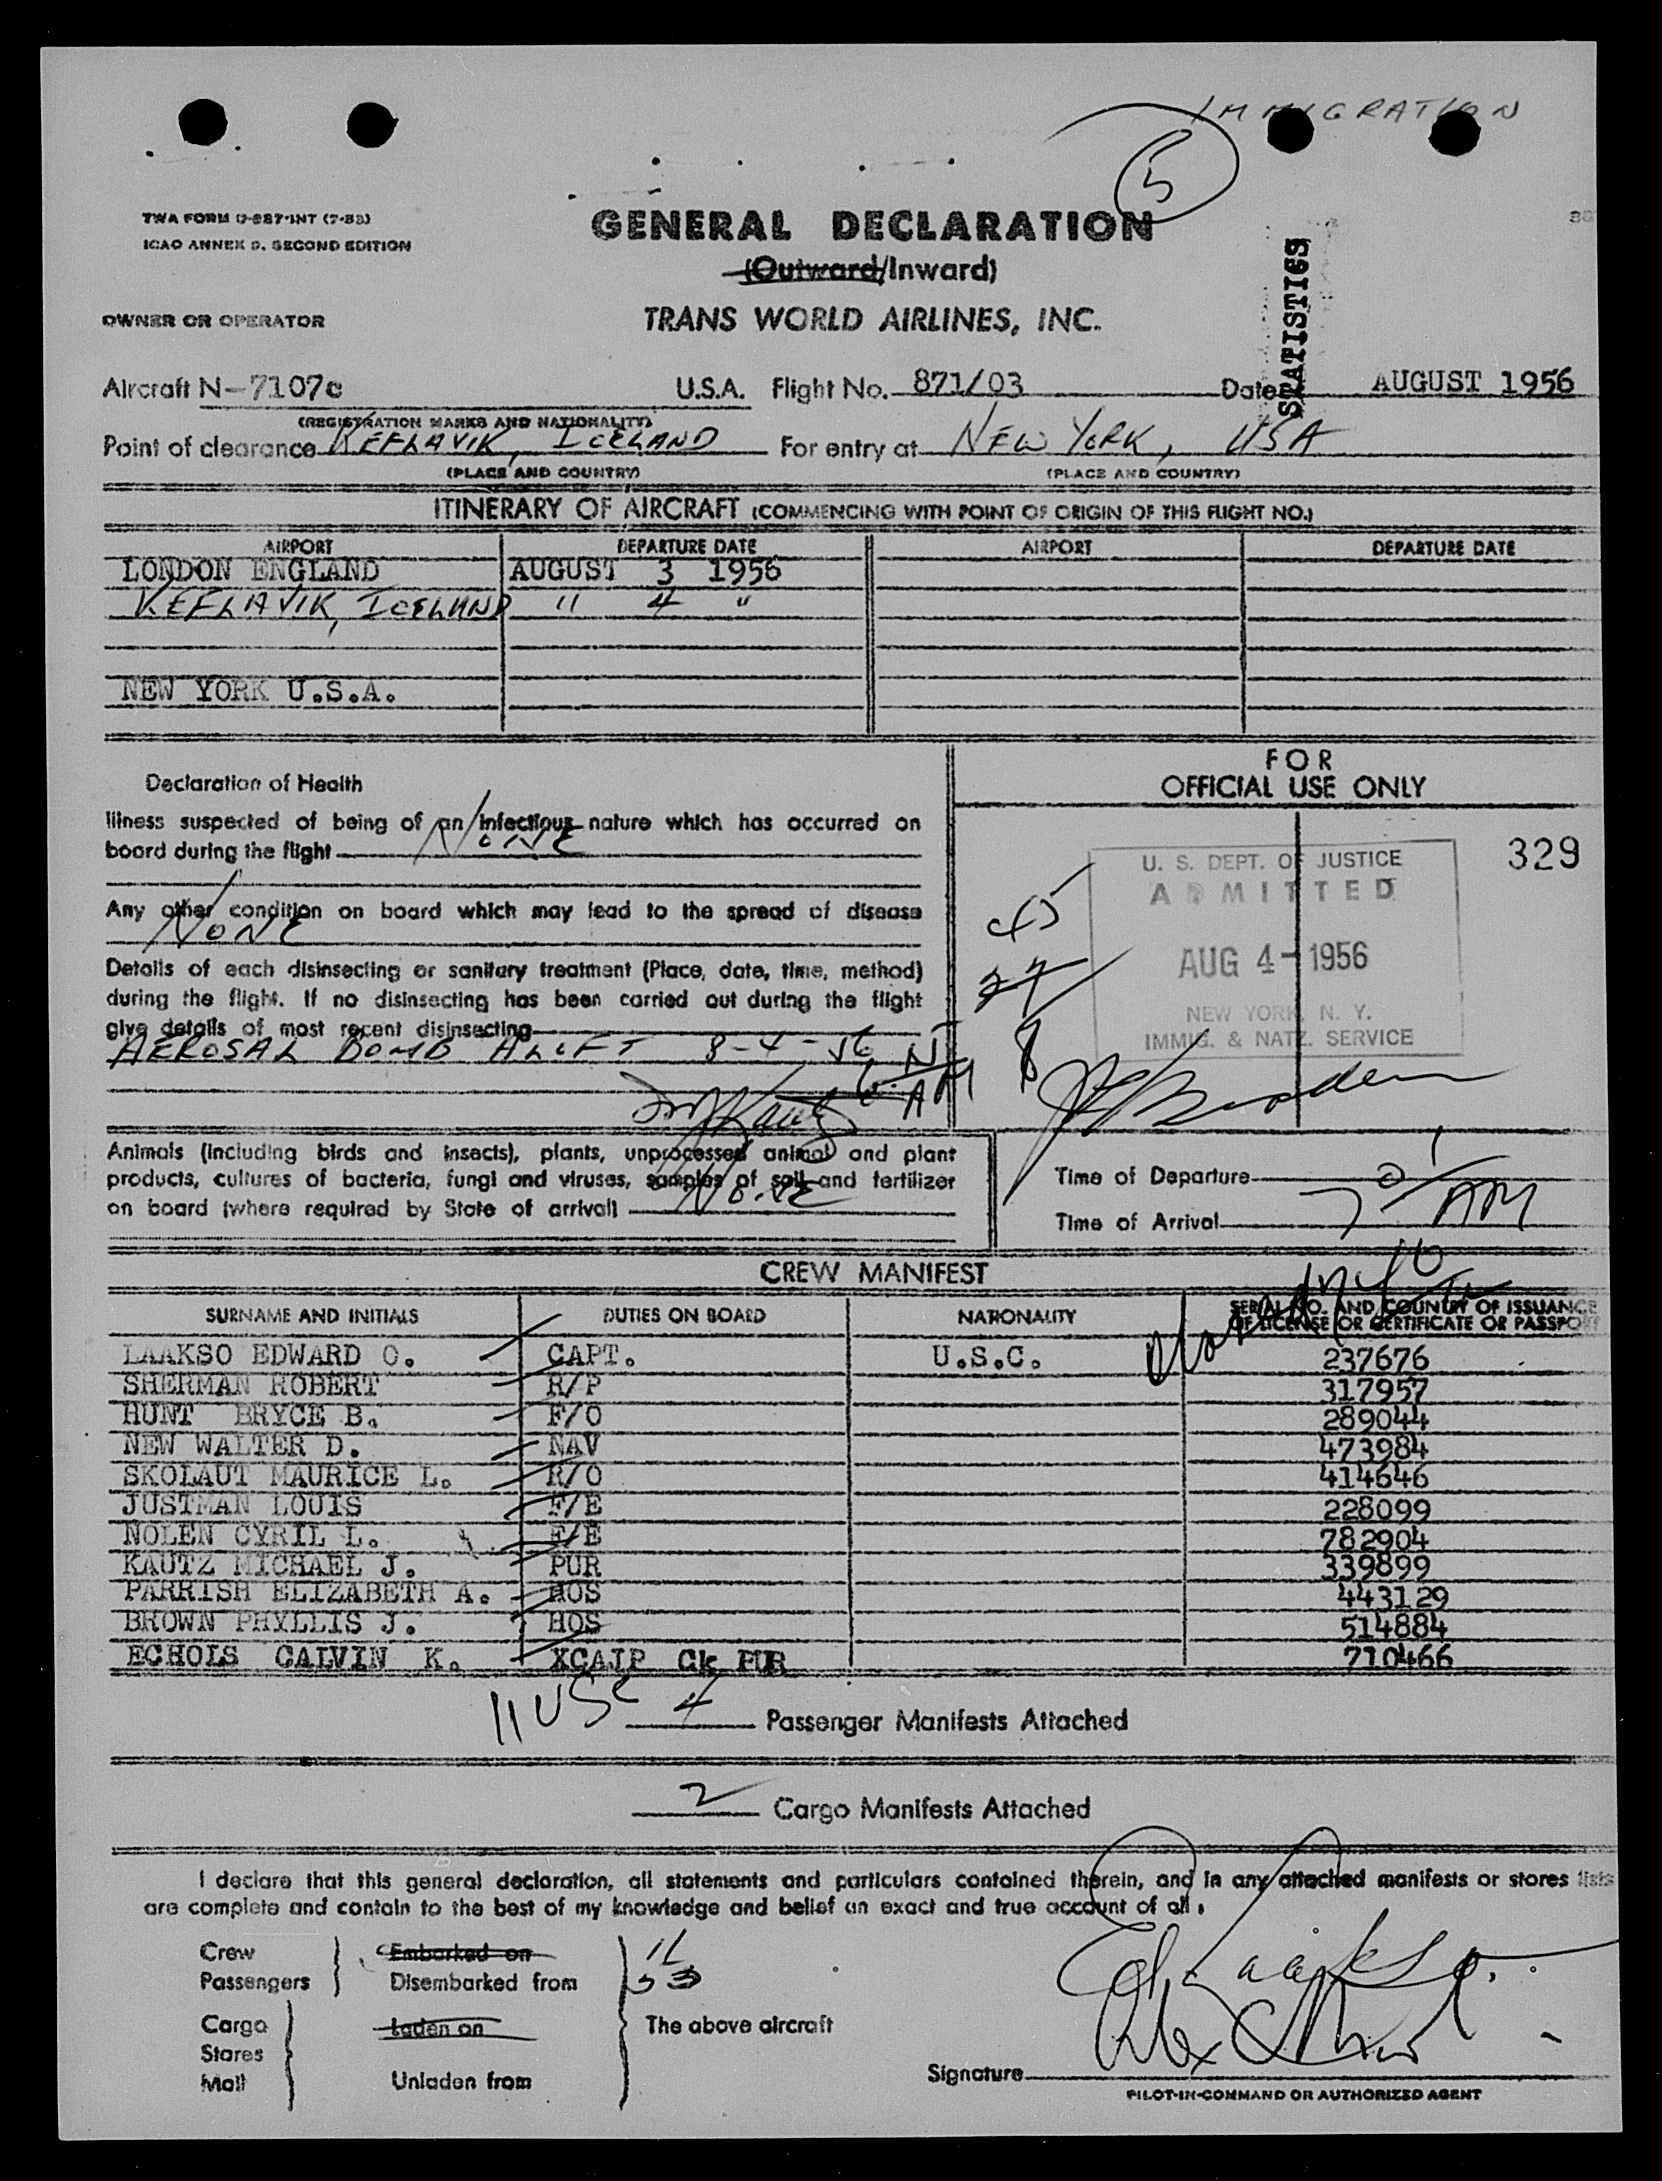 IMMIGRATION
5
TWA FORM
ICAO ANNEX 9, SECOND EDITION
GENERAL DECLARATION
(Outward/Inward)
STATISTICS
OWNER OR OPERATOR
TRANS WORLD AIRLINES, INC.
Aircraft N-7107c U.S.A. Flight No. 871/03 Date AUGUST 1956
(REGISTRATION MARKS AND NATIONALITY)
Point of clearance KEFLAVIK, ICELAND For entry at NEW YORK, USA
(PLACE AND COUNTRY) (PLACE AND COUNTRY)
ITINERARY OF AIRCRAFT (COMMENCING WITH POINT OF ORIGIN OF THIS FLIGHT NO.)
AIRPORT DEPARTURE DATE AIRPORT DEPARTURE DATE
LONDON ENGLAND AUGUST 3 1956
KEFLAVIK, ICELAND " 4 "
NEW YORK U.S.A.
Declaration of Health
Illness suspected of being of an infectious nature which has occurred on
board during the flight NONE
Any other condition on board which may lead to the spread of disease
NONE
Details of each disinsecting or sanitary treatment (Place, date, time, method)
during the flight. If no disinsecting has been carried out during the flight
give details of most recent disinsecting
AEROSAL BOMB ALOFT 8-4-56
AM
MJKautz
FOR
OFFICIAL USE ONLY
329
U. S. DEPT. OF JUSTICE
ADMITTED
AUG 4 - 1956
NEW YORK, N. Y.
IMMIG. & NATZ. SERVICE
45
8
Animals (including birds and insects), plants, unprocessed animal and plant
products, cultures of bacteria, fungi and viruses, samples of soil and fertilizer
on board (where required by State of arrival) NONE
Time of Departure
Time of Arrival 7 01 AM
CREW MANIFEST
SURNAME AND INITIALS DUTIES ON BOARD NATIONALITY SERIAL NO. AND COUNTRY OF ISSUANCE
OF LICENSE OR CERTIFICATE OR PASSPORT
LAAKSO EDWARD O. CAPT. U.S.C. 237676
SHERMAN ROBERT R/P 317957
HUNT BRYCE B. F/O 289044
NEW WALTER D. NAV 473984
SKOLAUT MAURICE L. R/O 414646
JUSTMAN LOUIS F/E 228099
NOLEN CYRIL L. F/E 782904
KAUTZ MICHAEL J. PUR 339899
PARRISH ELIZABETH A. HOS 443129
BROWN PHYLLIS J. HOS 514884
ECHOLS CALVIN K. XCAIP Ck PUR 710466
11 USC
4 Passenger Manifests Attached
2 Cargo Manifests Attached
I declare that this general declaration, all statements and particulars contained therein, and in any attached manifests or stores lists
are complete and contain to the best of my knowledge and belief an exact and true account of all.
Crew Embarked on
Passengers Disembarked from 53
Cargo Laden on The above aircraft
Stores
Mail Unladen from
Ed Laakso
Signature
PILOT-IN-COMMAND OR AUTHORIZED AGENT